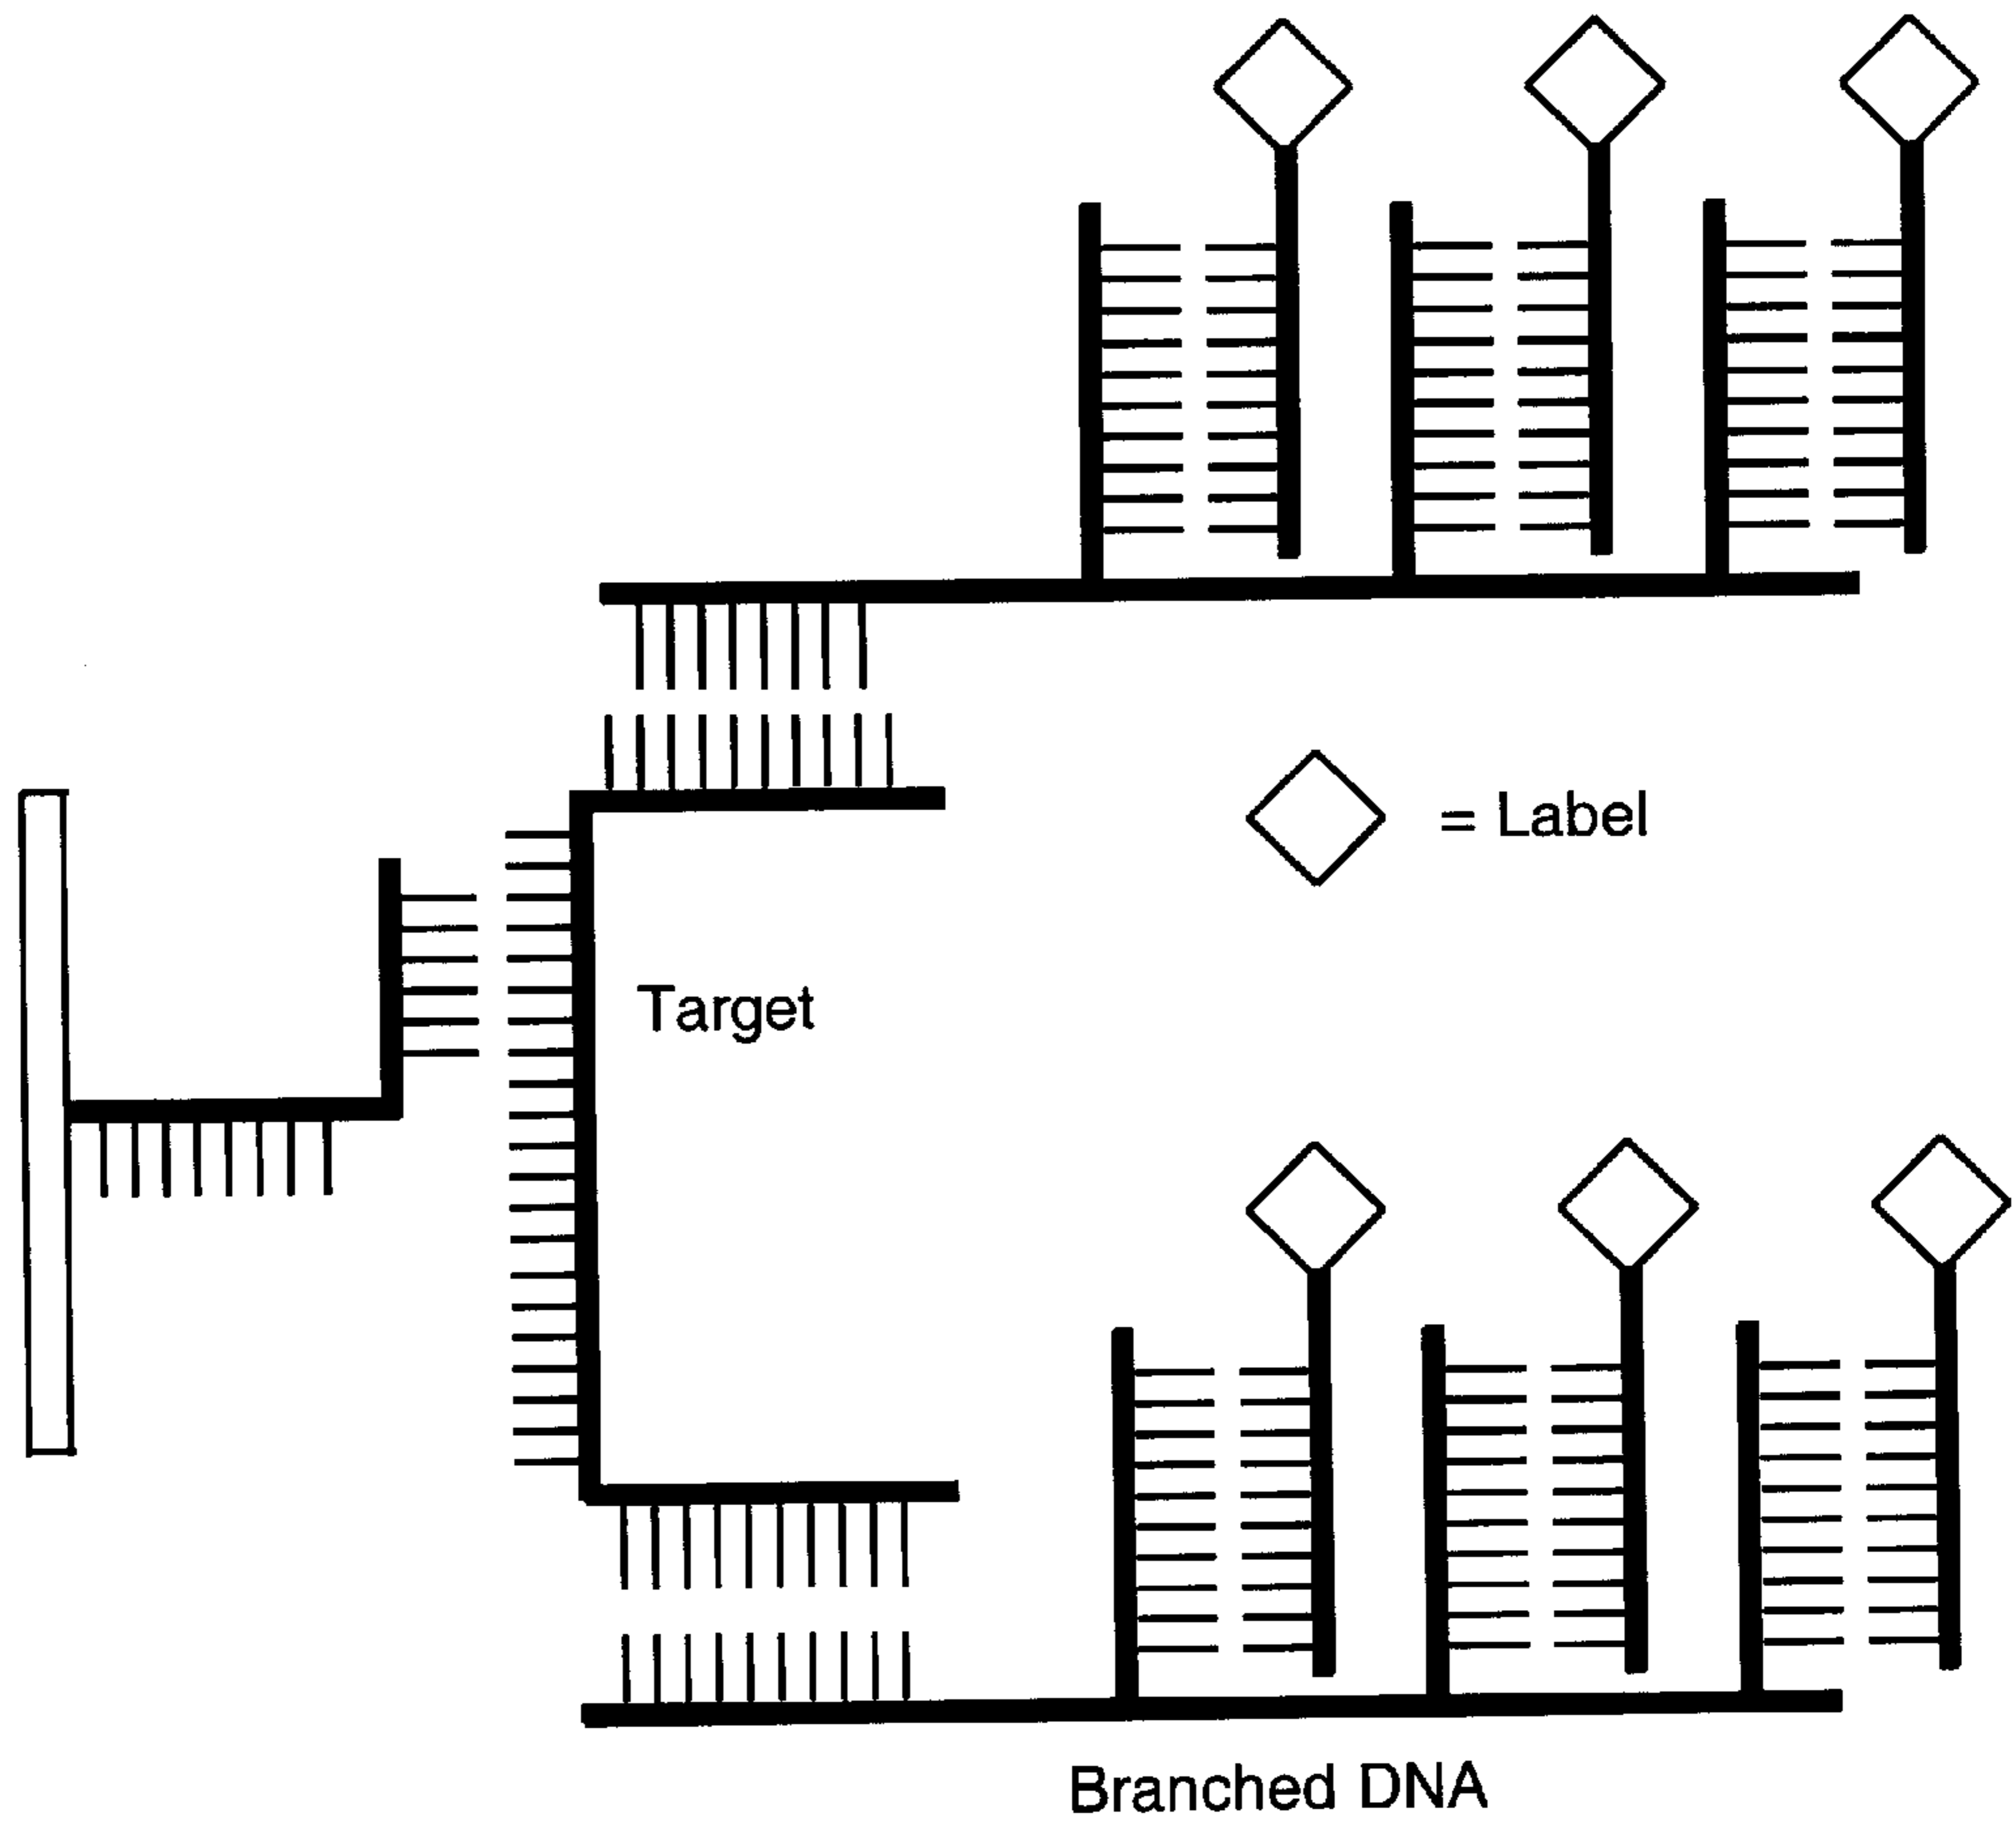 = Label
Target
Branched DNA